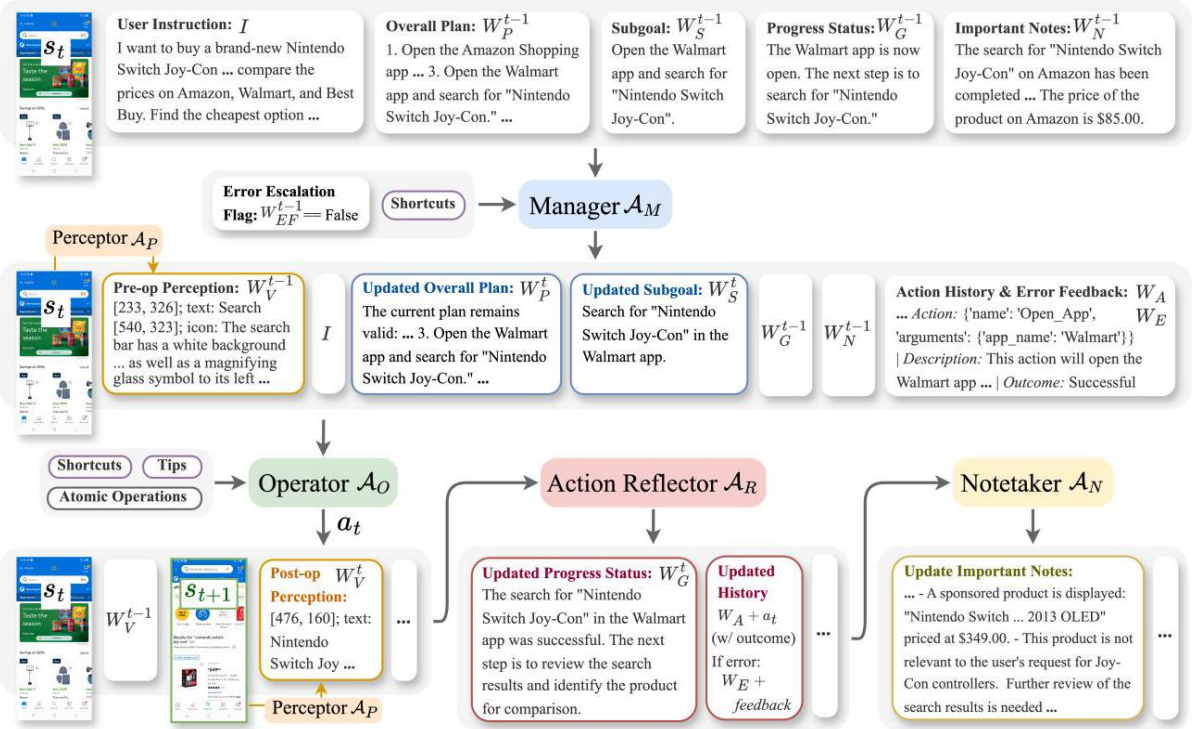 s_t
User Instruction: I
I want to buy a brand-new Nintendo
Switch Joy-Con ... compare the
prices on Amazon, Walmart, and Best
Buy. Find the cheapest option ...
Overall Plan: W_P^{t-1}
1. Open the Amazon Shopping
app ... 3. Open the Walmart
app and search for "Nintendo
Switch Joy-Con." ...
Subgoal: W_S^{t-1}
Open the Walmart
app and search for
"Nintendo Switch
Joy-Con".
Progress Status: W_G^{t-1}
The Walmart app is now
open. The next step is to
search for "Nintendo
Switch Joy-Con."
Important Notes: W_N^{t-1}
The search for "Nintendo Switch
Joy-Con" on Amazon has been
completed ... The price of the
product on Amazon is $85.00.
Error Escalation
Flag: W_{EF}^{t-1} == False
Shortcuts
Manager A_M
Perceptor A_P
s_t
Pre-op Perception: W_V^{t-1}
[233, 326]; text: Search
[540, 323]; icon: The search
bar has a white background
... as well as a magnifying
glass symbol to its left ...
I
Updated Overall Plan: W_P^t
The current plan remains
valid: ... 3. Open the Walmart
app and search for "Nintendo
Switch Joy-Con." ...
Updated Subgoal: W_S^t
Search for "Nintendo
Switch Joy-Con" in the
Walmart app.
W_G^{t-1}
W_N^{t-1}
Action History & Error Feedback: W_A
W_E
... Action: {'name': 'Open_App',
'arguments': {'app_name': 'Walmart'}}
| Description: This action will open the
Walmart app ... | Outcome: Successful
Shortcuts
Tips
Atomic Operations
Operator A_O
a_t
Action Reflector A_R
Notetaker A_N
s_t
W_V^{t-1}
s_{t+1}
Post-op W_V^t
Perception:
[476, 160]; text:
Nintendo
Switch Joy ...
...
Perceptor A_P
Updated Progress Status: W_G^t
The search for "Nintendo
Switch Joy-Con" in the Walmart
app was successful. The next
step is to review the search
results and identify the product
for comparison.
Updated
History
W_A + a_t
(w/ outcome)
If error:
W_E +
feedback
...
Update Important Notes:
... - A sponsored product is displayed:
"Nintendo Switch ... 2013 OLED"
priced at $349.00. - This product is not
relevant to the user's request for Joy-
Con controllers. Further review of the
search results is needed ...
...